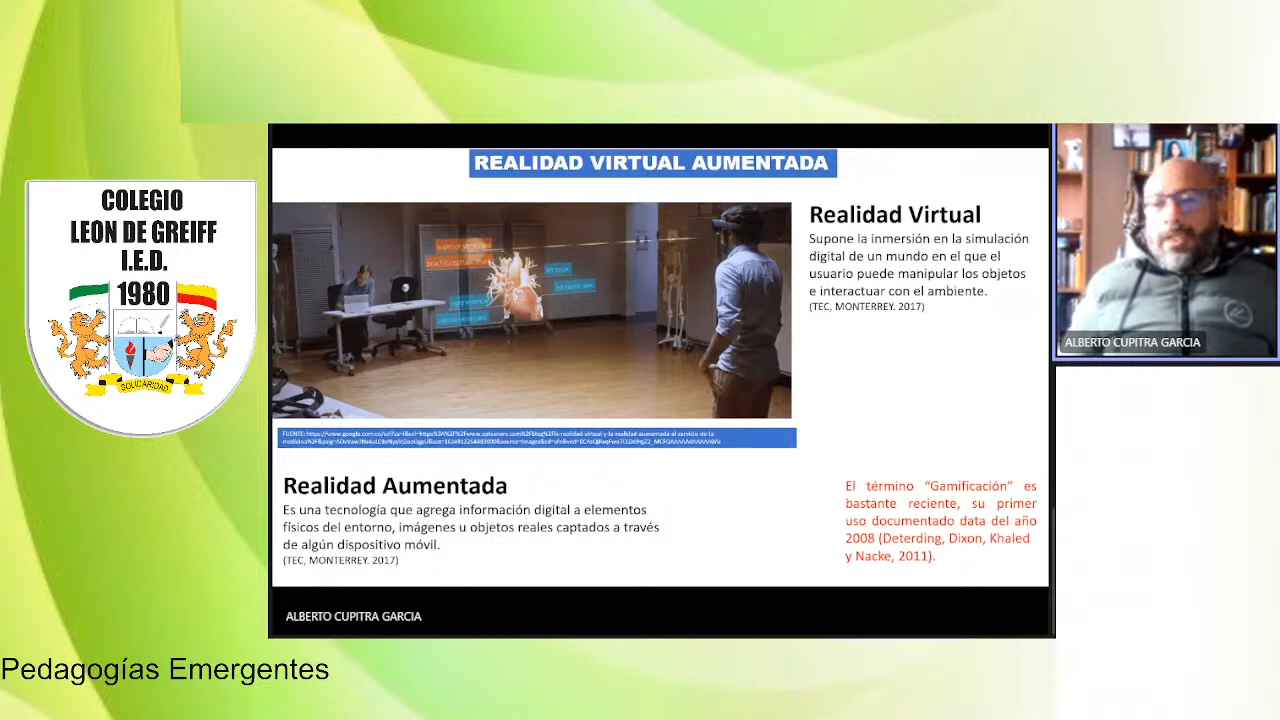 COLEGIO
LEON DE GREIFF
I.E.D.
1980
SOLIDARIDAD
REALIDAD VIRTUAL AUMENTADA
Realidad Virtual
Supone la inmersión en la simulación
digital de un mundo en el que el
usuario puede manipular los objetos
e interactuar con el ambiente.
(TEC, MONTERREY. 2017)
ALBERTO CUPITRA GARCIA
Realidad Aumentada
Es una tecnología que agrega información digital a elementos
físicos del entorno, imágenes u objetos reales captados a través
de algún dispositivo móvil.
(TEC, MONTERREY. 2017)
El término “Gamificación” es
bastante reciente, su primer
uso documentado data del año
2008 (Deterding, Dixon, Khaled
y Nacke, 2011).
ALBERTO CUPITRA GARCIA
Pedagogías Emergentes